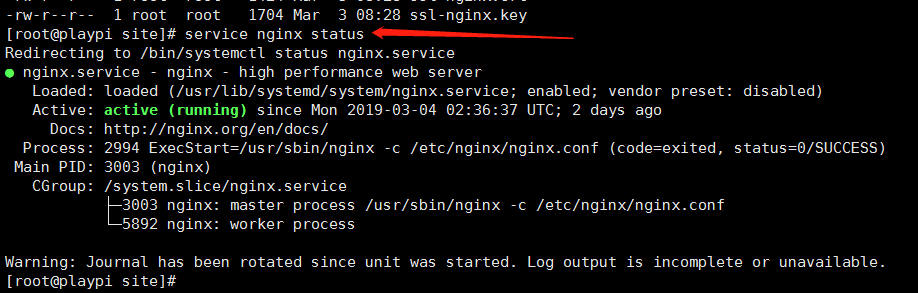 -rw-r--r-- 1 root root 1704 Mar 3 08:28 ssl-nginx.key
[root@playpi site]# service nginx status
Redirecting to /bin/systemctl status nginx.service
● nginx.service - nginx - high performance web server
Loaded: loaded (/usr/lib/systemd/system/nginx.service; enabled; vendor preset: disabled)
Active: active (running) since Mon 2019-03-04 02:36:37 UTC; 2 days ago
Docs: http://nginx.org/en/docs/
Process: 2994 ExecStart=/usr/sbin/nginx -c /etc/nginx/nginx.conf (code=exited, status=0/SUCCESS)
Main PID: 3003 (nginx)
CGroup: /system.slice/nginx.service
├─3003 nginx: master process /usr/sbin/nginx -c /etc/nginx/nginx.conf
└─5892 nginx: worker process
Warning: Journal has been rotated since unit was started. Log output is incomplete or unavailable.
[root@playpi site]#